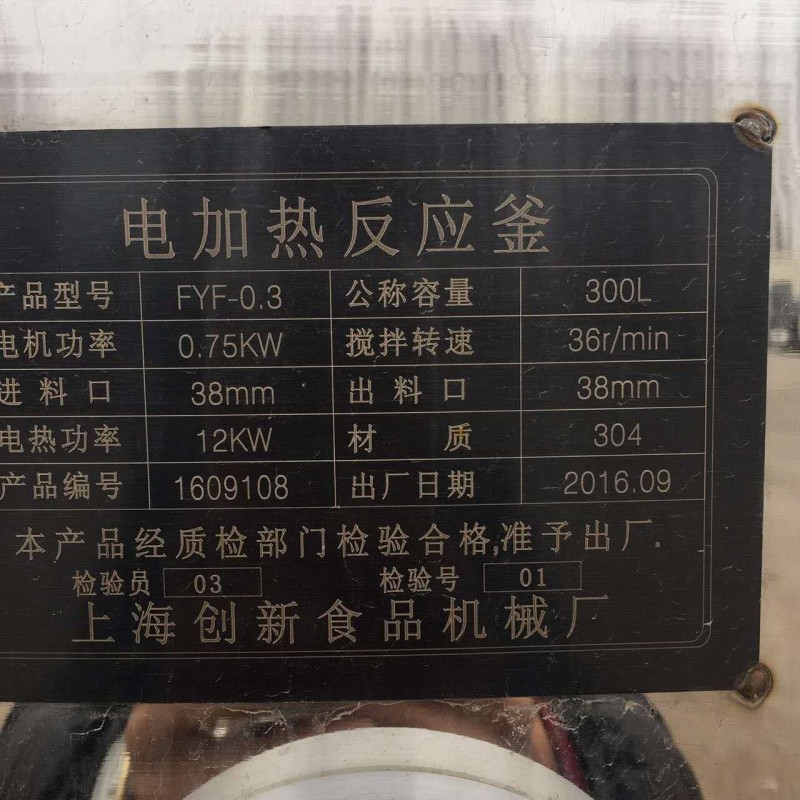 电加热反应釜
产品型号 FYF-0.3 公称容量 300L
电机功率 0.75KW 搅拌转速 36r/min
进料口 38mm 出料口 38mm
电热功率 12KW 材质 304
产品编号 1609108 出厂日期 2016.09
本产品经质检部门检验合格,准予出厂.
检验员 03 检验号 01
上海创新食品机械厂